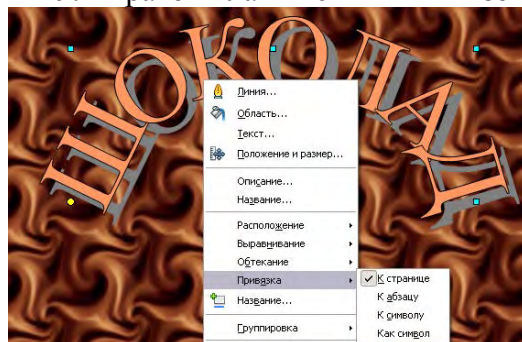 ШОКОЛАД
Линия...
Область...
Текст...
Положение и размер...
Описание...
Название...
Расположение
Выравнивание
Обтекание
Привязка
К странице
К абзацу
К символу
Как символ
Название...
Группировка